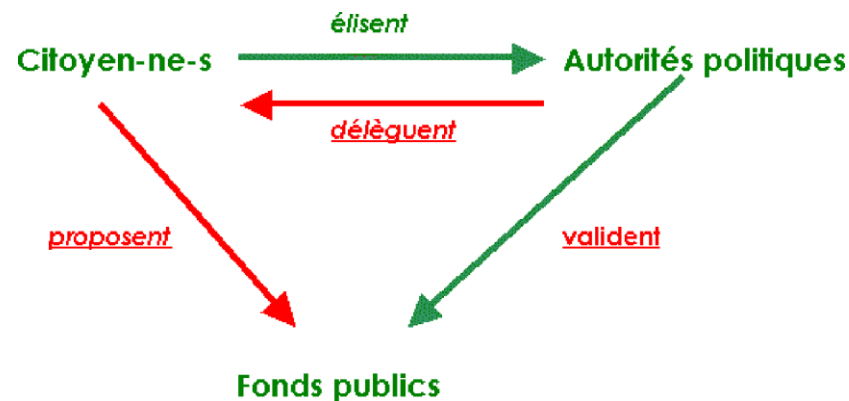 élisent
Citoyen-ne-s
Autorités politiques
délèguent
proposent
valident
Fonds publics